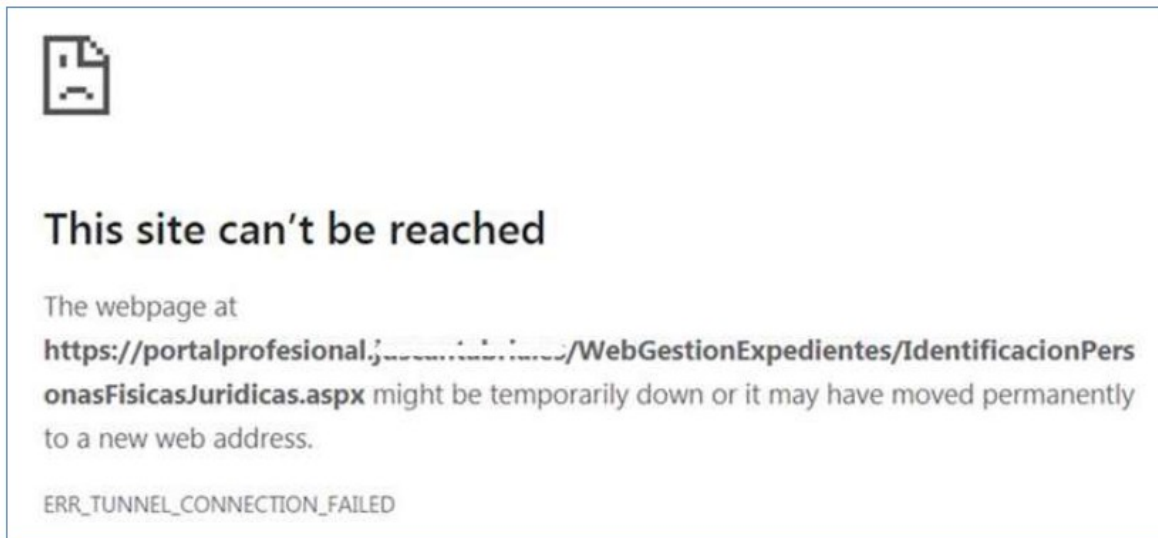 This site can't be reached
The webpage at
https://portalprofesional. /WebGestionExpedientes/IdentificacionPers
onasFisicasJuridicas.aspx might be temporarily down or it may have moved permanently
to a new web address.
ERR_TUNNEL_CONNECTION_FAILED